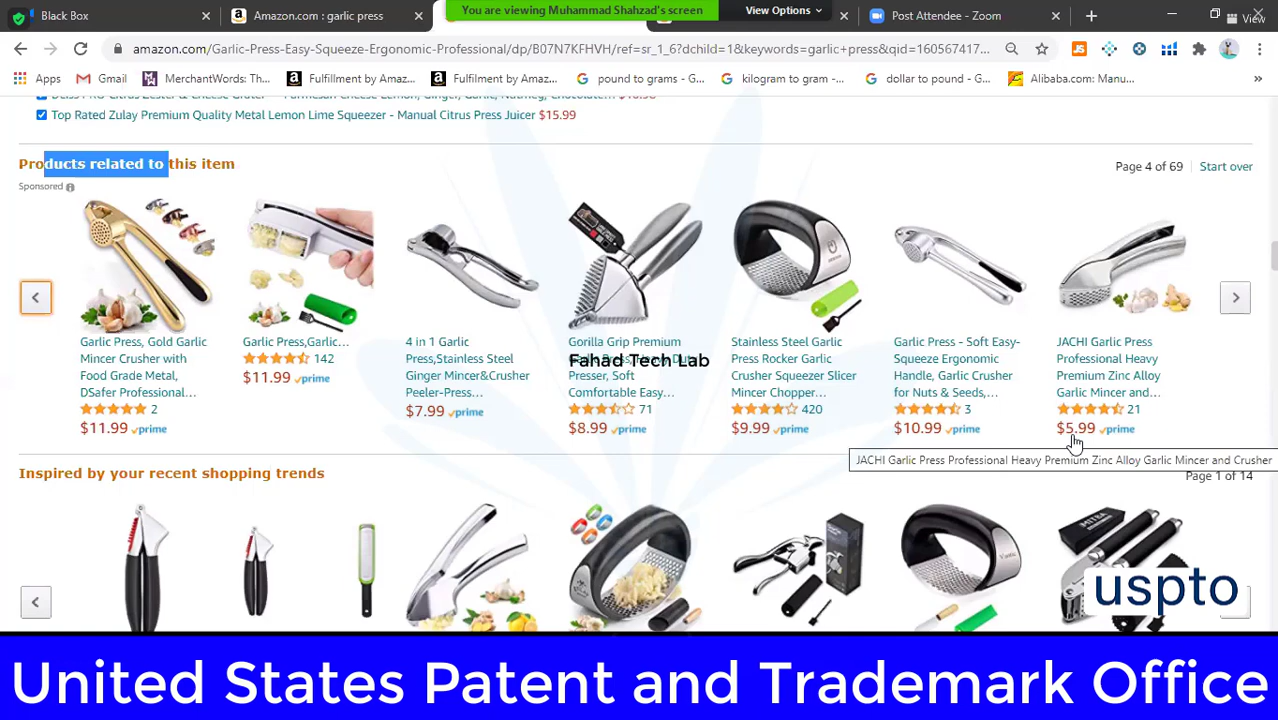 Black Box
Amazon.com : garlic press
You are viewing Muhammad Shahzad's screen
View Options
Post Attendee - Zoom
View
amazon.com/Garlic-Press-Easy-Squeeze-Ergonomic-Professional/dp/B07N7KFHVH/ref=sr_1_6?dchild=1&keywords=garlic+press&qid=160567417...
Apps
Gmail
MerchantWords: Th...
Fulfillment by Amaz...
Fulfilment by Amaz...
pound to grams - G...
kilogram to gram -...
dollar to pound - G...
Alibaba.com: Manu...
Top Rated Zulay Premium Quality Metal Lemon Lime Squeezer - Manual Citrus Press Juicer $15.99
Products related to this item
Page 4 of 69
Start over
Sponsored
Garlic Press, Gold Garlic
Mincer Crusher with
Food Grade Metal,
DSafer Professional...
2
$11.99 prime
Garlic Press,Garlic...
142
$11.99 prime
4 in 1 Garlic
Press,Stainless Steel
Ginger Mincer&Crusher
Peeler-Press...
$7.99 prime
Gorilla Grip Premium
Presser, Soft
Comfortable Easy...
71
$8.99 prime
Fahad Tech Lab
Stainless Steel Garlic
Press Rocker Garlic
Crusher Squeezer Slicer
Mincer Chopper...
420
$9.99 prime
Garlic Press - Soft Easy-
Squeeze Ergonomic
Handle, Garlic Crusher
for Nuts & Seeds,...
3
$10.99 prime
JACHI Garlic Press
Professional Heavy
Premium Zinc Alloy
Garlic Mincer and...
21
$5.99 prime
JACHI Garlic Press Professional Heavy Premium Zinc Alloy Garlic Mincer and Crusher
Inspired by your recent shopping trends
Page 1 of 14
uspto
United States Patent and Trademark Office